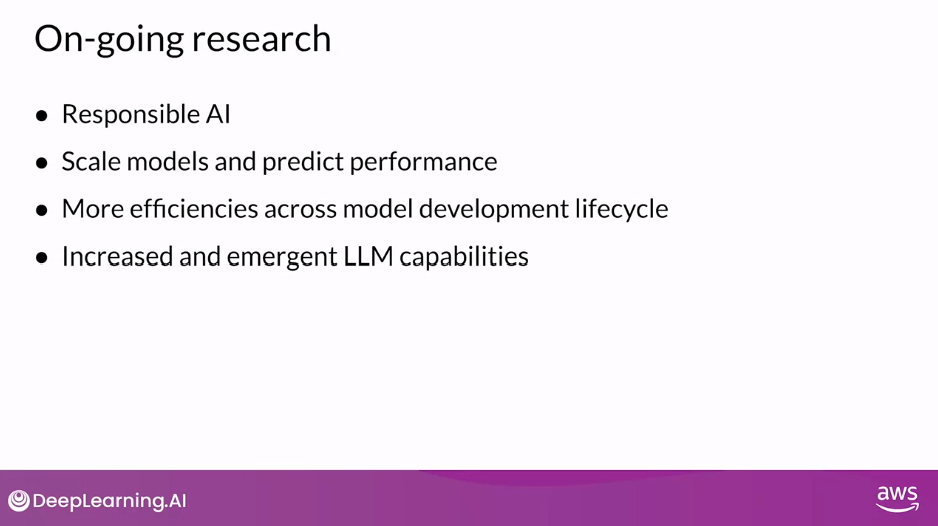 On-going research
● Responsible AI
● Scale models and predict performance
● More efficiencies across model development lifecycle
● Increased and emergent LLM capabilities
DeepLearning.AI
aws